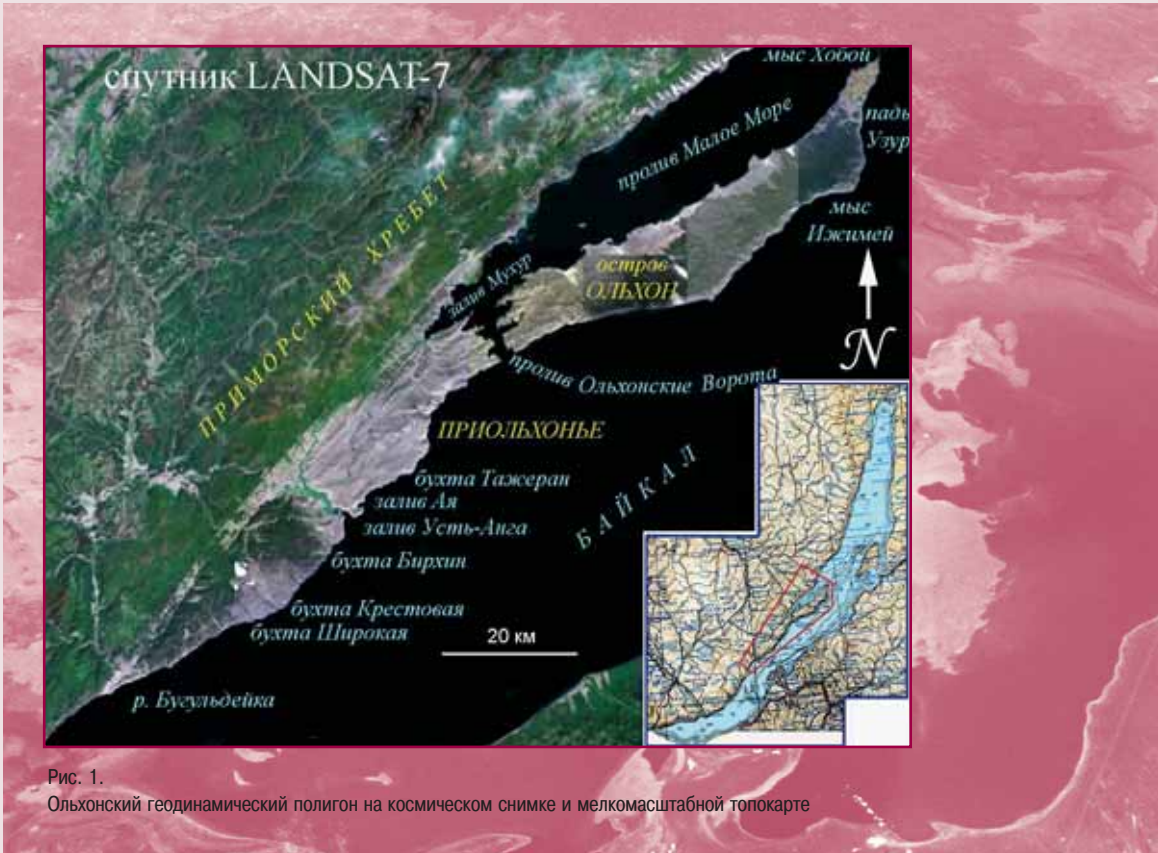 спутник LANDSAT-7
мыс Хобой
падь
Узур
пролив Малое Море
мыс
Ижимей
ПРИМОРСКИЙ ХРЕБЕТ
залив Мухур
остров
ОЛЬХОН
N
пролив Ольхонские Ворота
ПРИОЛЬХОНЬЕ
бухта Тажеран
залив Ая
залив Усть-Анга
БАЙКАЛ
бухта Бирхин
бухта Крестовая
бухта Широкая
20 км
р. Бугульдейка
Рис. 1.
Ольхонский геодинамический полигон на космическом снимке и мелкомасштабной топокарте